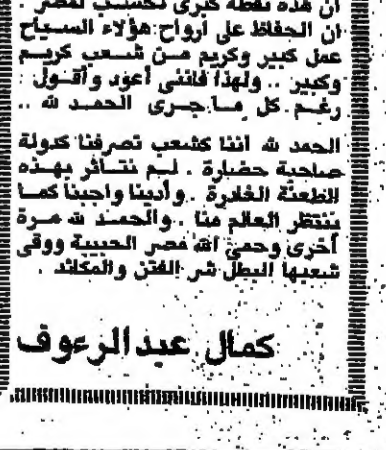 ان هذه نقطة كبرى تحسب لمصر .
ان الحفاظ على أرواح هؤلاء السياح
عمل كبير وكريم من شعب كريم
وكبير .. ولهذا فاننى أعود وأقول :
رغم كل ما جرى الحمد لله ..
الحمد لله أننا كشعب تصرفنا كدولة
صاحبة حضارة . لم نتأثر بهذه
الطعنة الغادرة . وأدينا واجبنا كما
ينتظر العالم منا . والحمد لله مرة
أخرى وحمى الله مصر الحبيبة ووقى
شعبها البطل شر الفتن والمكائد .
كمال عبد الرءوف